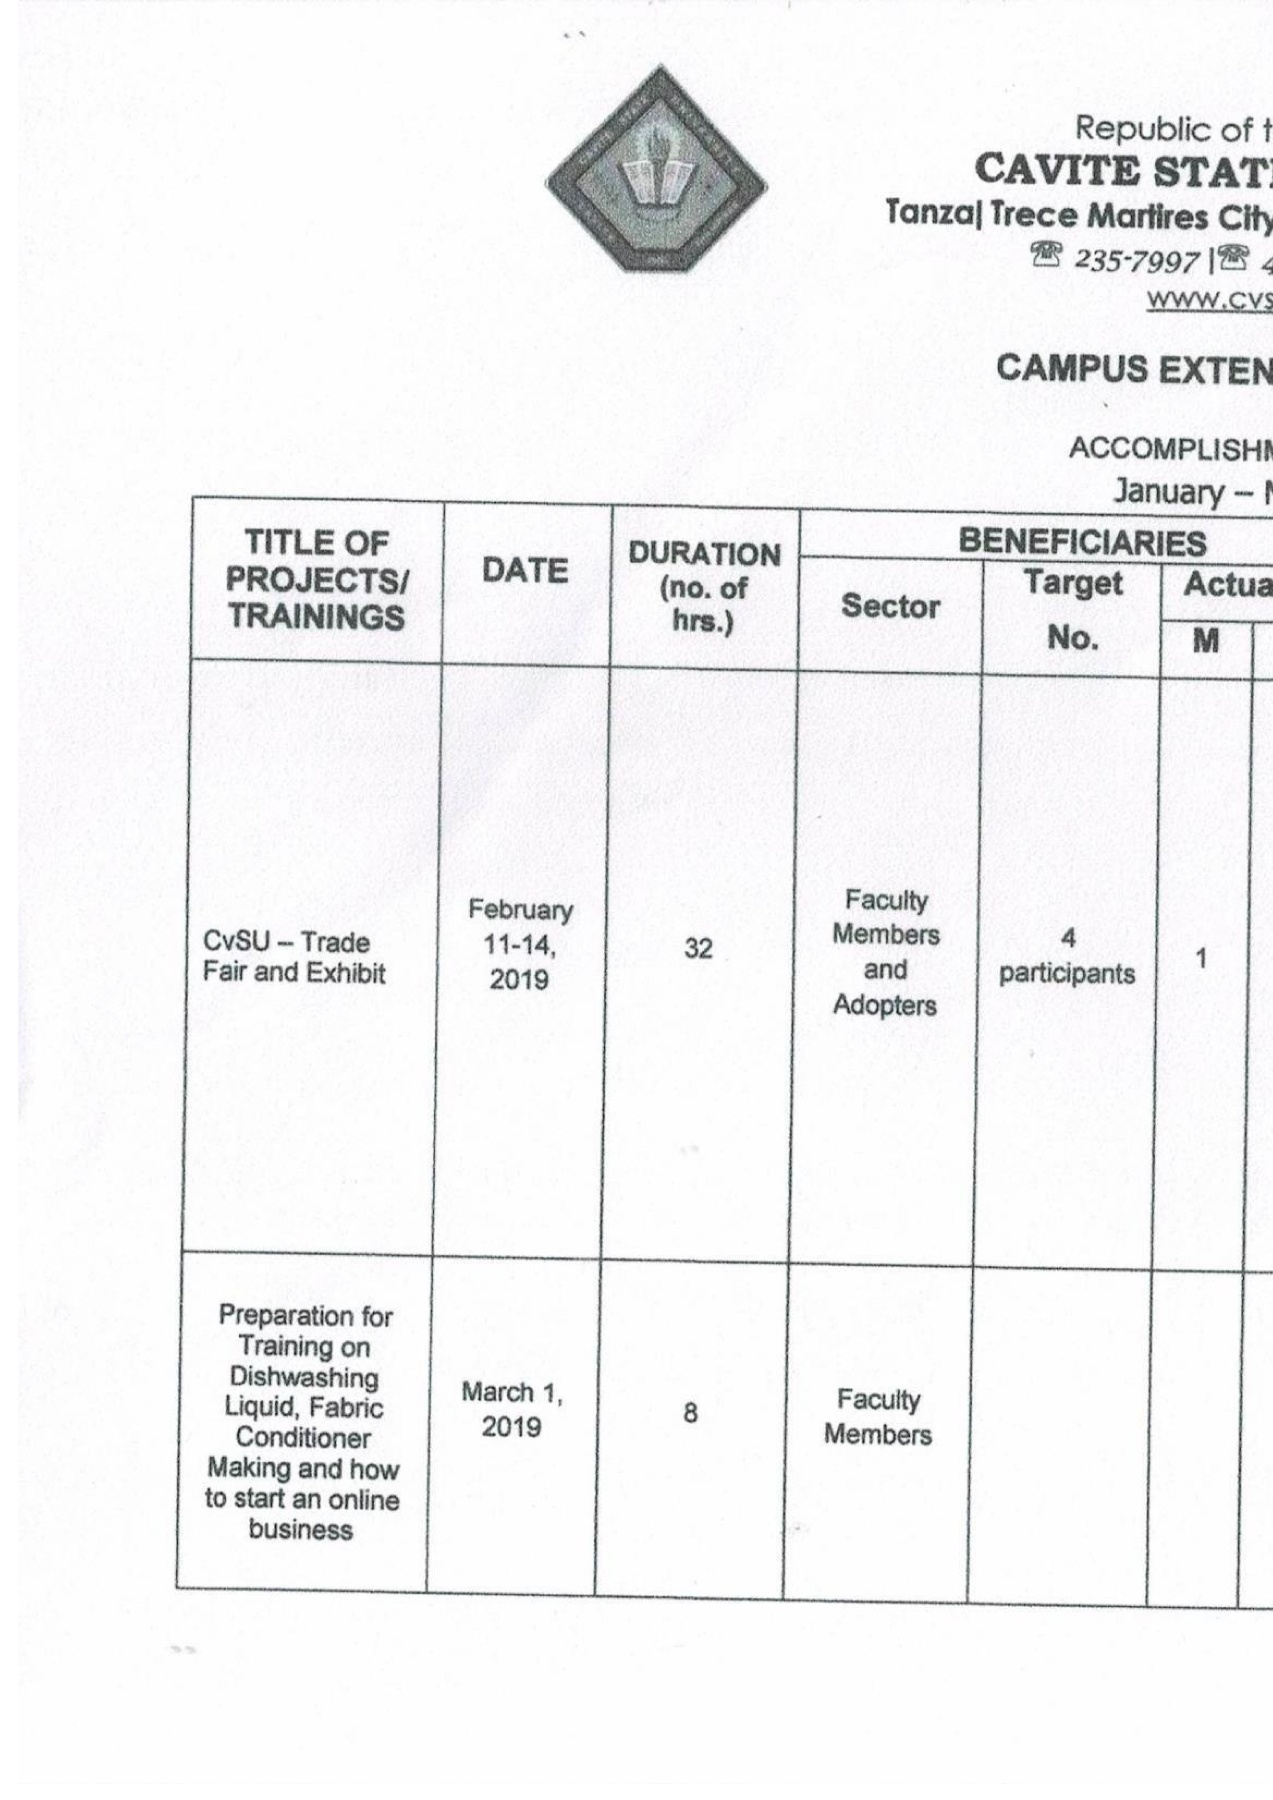 Republic of
CAVITE STAT
Tanza| Trece Martires City
☎ 235-7997 |☎ 4
www.cvs
CAMPUS EXTEN
ACCOMPLISHM
January –
TITLE OF
PROJECTS/
TRAININGS
DATE
DURATION
(no. of
hrs.)
BENEFICIARIES
Sector
Target
No.
Actua
M
CvSU – Trade
Fair and Exhibit
February
11-14,
2019
32
Faculty
Members
and
Adopters
4
participants
1
Preparation for
Training on
Dishwashing
Liquid, Fabric
Conditioner
Making and how
to start an online
business
March 1,
2019
8
Faculty
Members